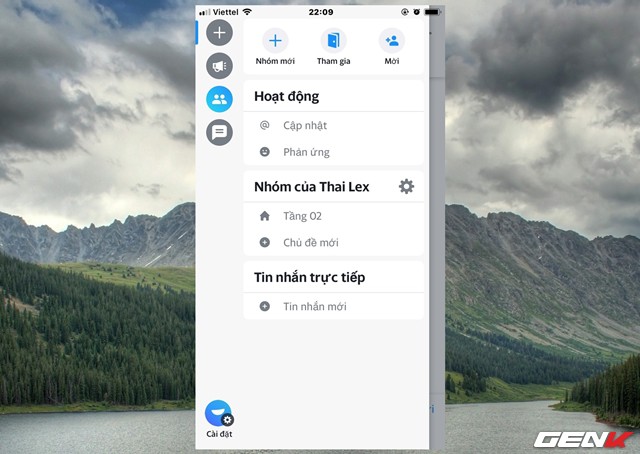 Viettel 22:09
Nhóm mới Tham gia Mời
Hoạt động
@ Cập nhật
Phản ứng
Nhóm của Thai Lex
Tầng 02
Chủ đề mới
Tin nhắn trực tiếp
Tin nhắn mới
Cài đặt
GENK